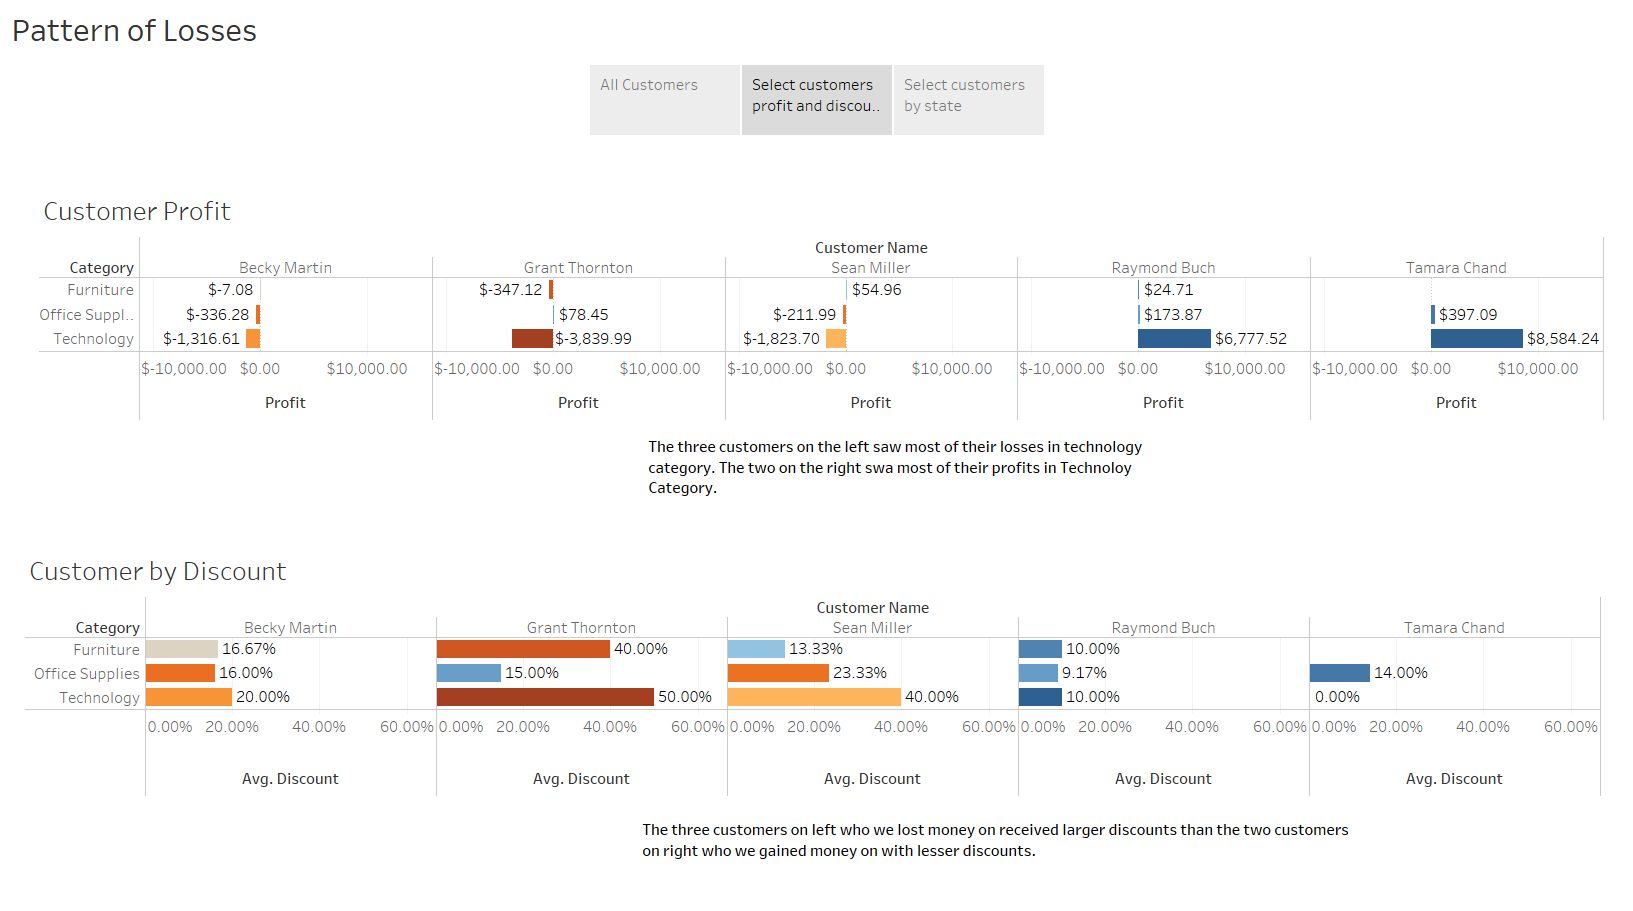 Pattern of Losses
All Customers
Select customers
profit and discou..
Select customers
by state
Customer Profit
Customer Name
Category Becky Martin Grant Thornton Sean Miller Raymond Buch Tamara Chand
Furniture $-7.08 $-347.12 $54.96 $24.71
Office Suppl.. $-336.28 $78.45 $-211.99 $173.87 $397.09
Technology $-1,316.61 $-3,839.99 $-1,823.70 $6,777.52 $8,584.24
$-10,000.00 $0.00 $10,000.00 $-10,000.00 $0.00 $10,000.00 $-10,000.00 $0.00 $10,000.00 $-10,000.00 $0.00 $10,000.00 $-10,000.00 $0.00 $10,000.00
Profit Profit Profit Profit Profit
The three customers on the left saw most of their losses in technology
category. The two on the right swa most of their profits in Technoloy
Category.
Customer by Discount
Customer Name
Category Becky Martin Grant Thornton Sean Miller Raymond Buch Tamara Chand
Furniture 16.67% 40.00% 13.33% 10.00%
Office Supplies 16.00% 15.00% 23.33% 9.17% 14.00%
Technology 20.00% 50.00% 40.00% 10.00% 0.00%
0.00% 20.00% 40.00% 60.00% 0.00% 20.00% 40.00% 60.00% 0.00% 20.00% 40.00% 60.00% 0.00% 20.00% 40.00% 60.00% 0.00% 20.00% 40.00% 60.00%
Avg. Discount Avg. Discount Avg. Discount Avg. Discount Avg. Discount
The three customers on left who we lost money on received larger discounts than the two customers
on right who we gained money on with lesser discounts.